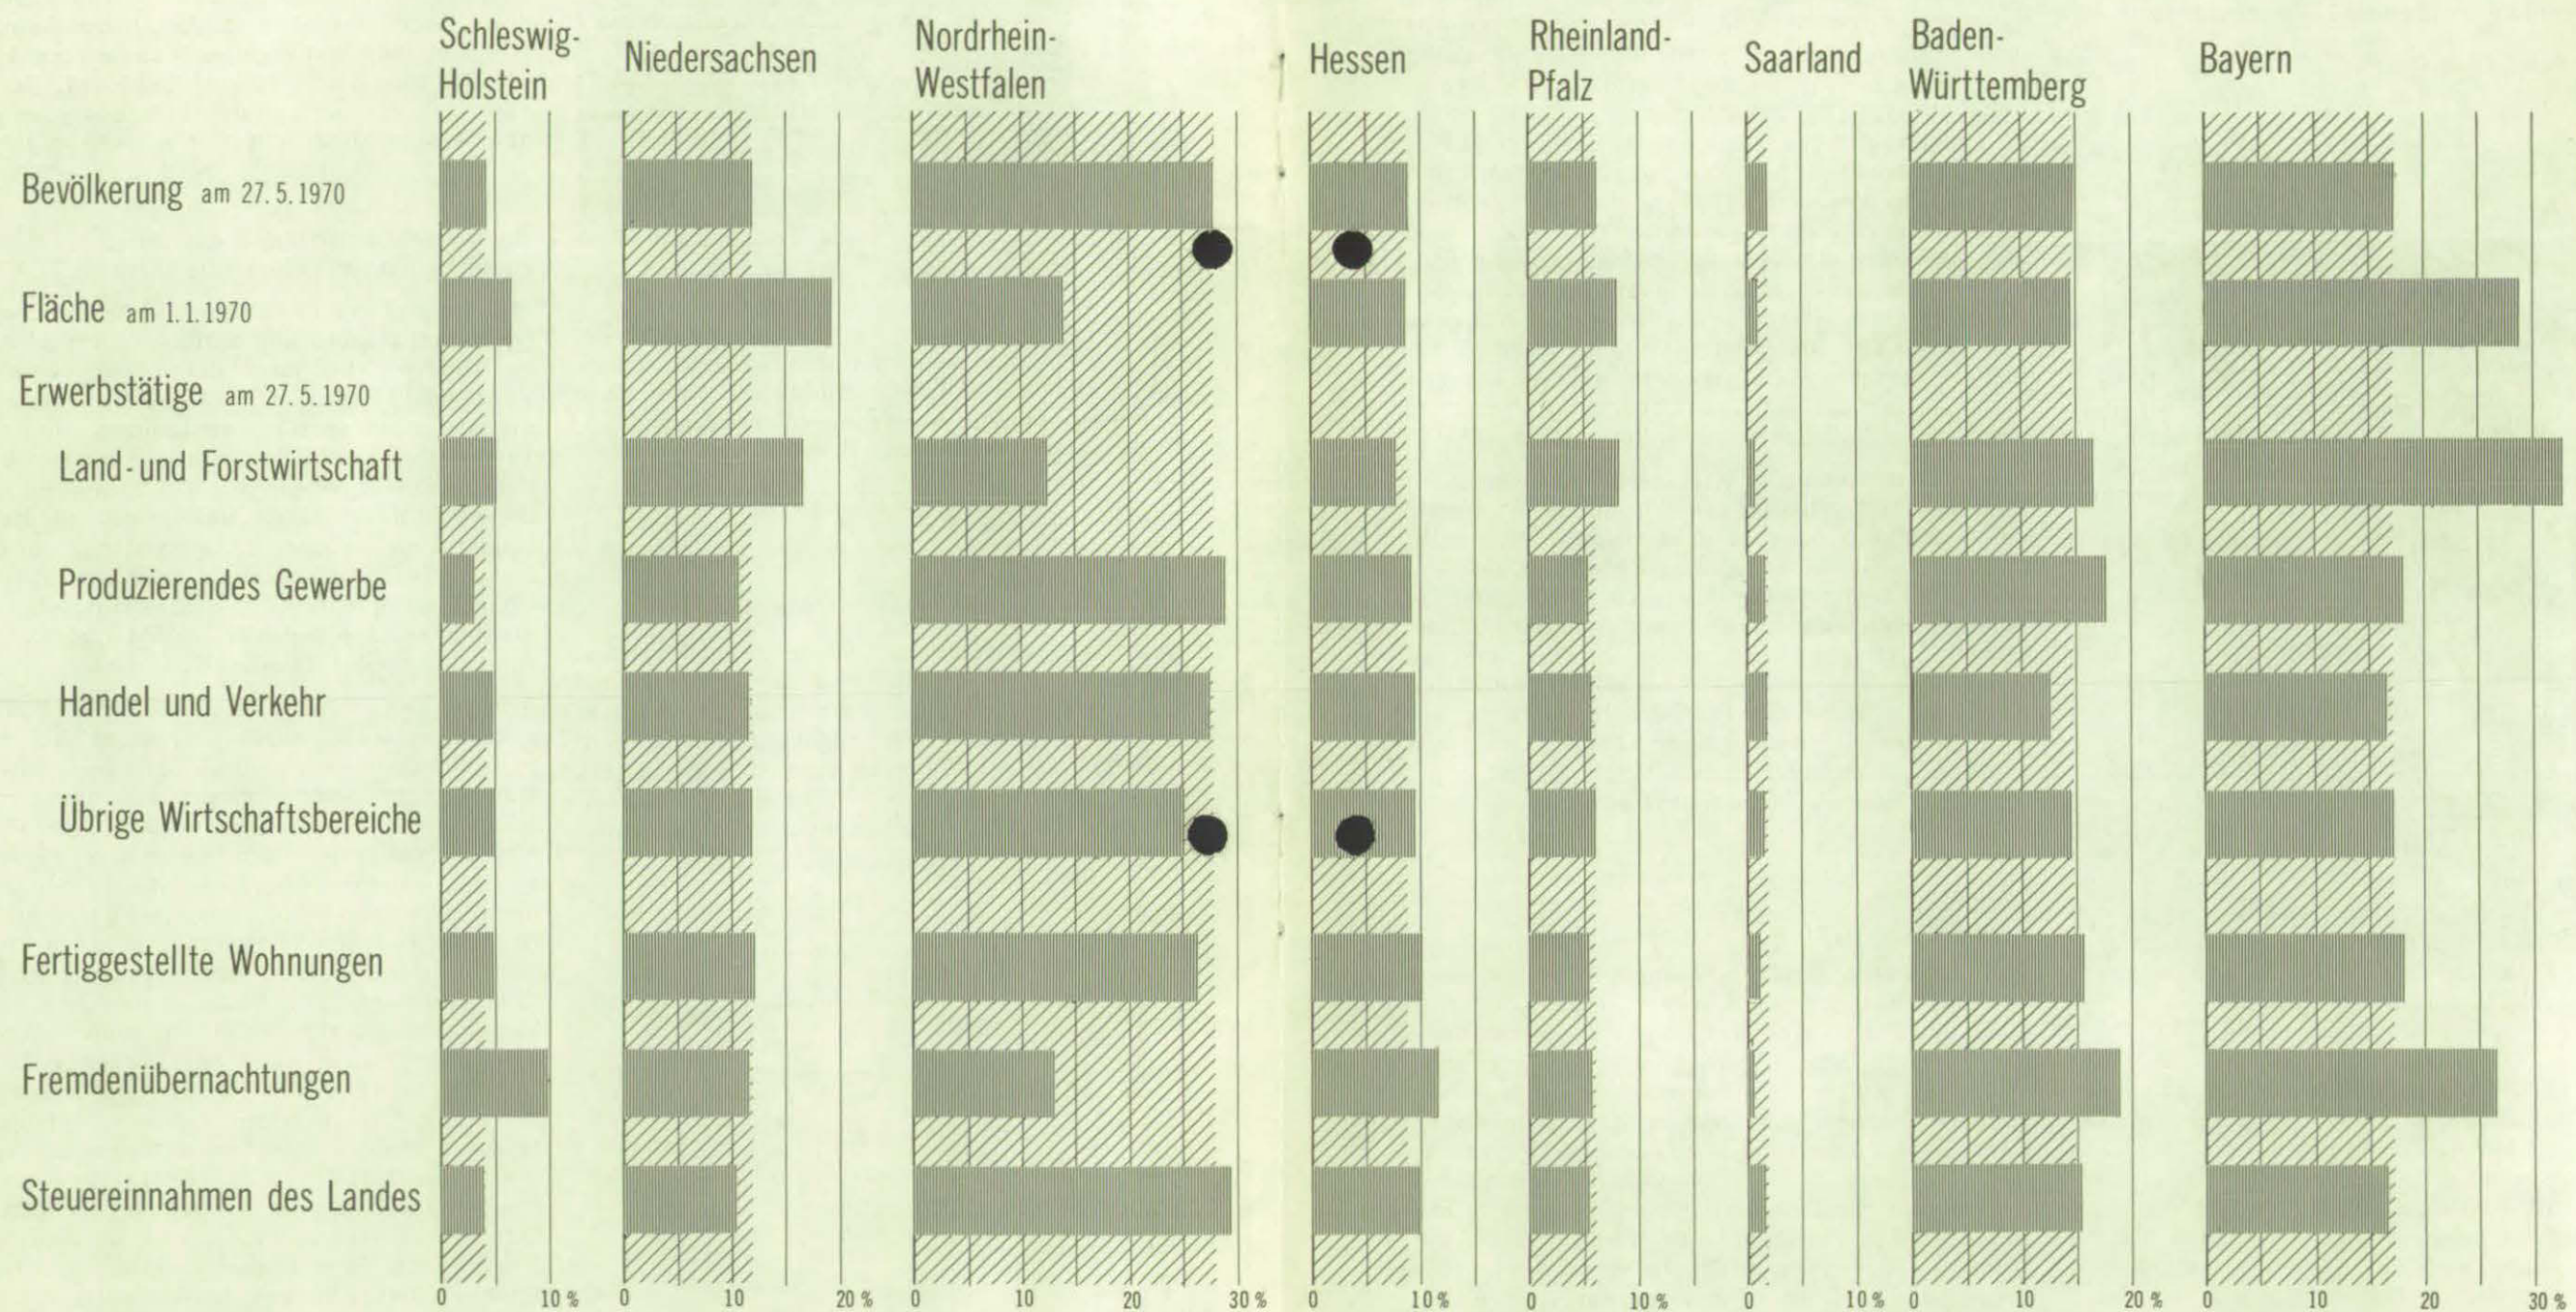 Schleswig-
Holstein
Niedersachsen
Nordrhein-
Westfalen
Hessen
Rheinland-
Pfalz
Saarland
Baden-
Württemberg
Bayern
Bevölkerung am 27. 5. 1970
Fläche am 1. 1. 1970
Erwerbstätige am 27. 5. 1970
Land- und Forstwirtschaft
Produzierendes Gewerbe
Handel und Verkehr
Übrige Wirtschaftsbereiche
Fertiggestellte Wohnungen
Fremdenübernachtungen
Steuereinnahmen des Landes
0 10 % 0 10 20 % 0 10 20 30 % 0 10 % 0 10 % 0 10 % 0 10 20 % 0 10 20 30 %